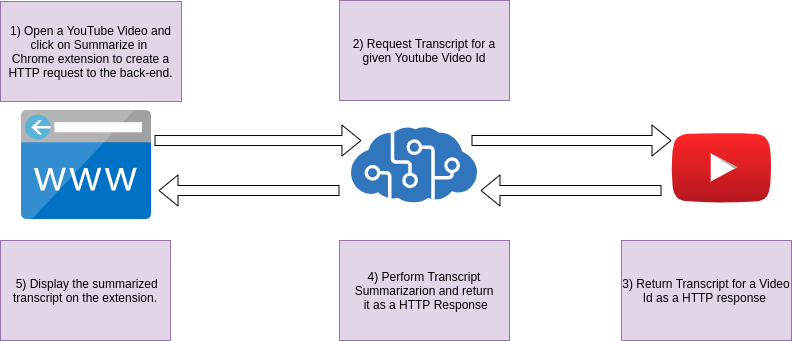 1) Open a YouTube Video and
click on Summarize in
Chrome extension to create a
HTTP request to the back-end.
2) Request Transcript for a
given Youtube Video Id
www
5) Display the summarized
transcript on the extension.
4) Perform Transcript
Summarizarion and return
it as a HTTP Response
3) Return Transcript for a Video
Id as a HTTP response